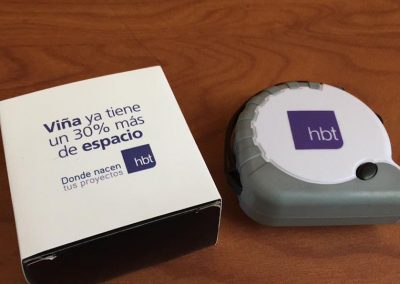 Viña ya tiene
un 30% más
de espacio
Donde nacen
tus proyectos
hbt
hbt